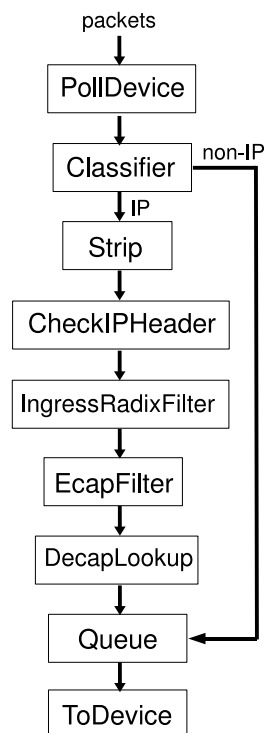 packets
PollDevice
Classifier
non-IP
IP
Strip
CheckIPHeader
IngressRadixFilter
EcapFilter
DecapLookup
Queue
ToDevice